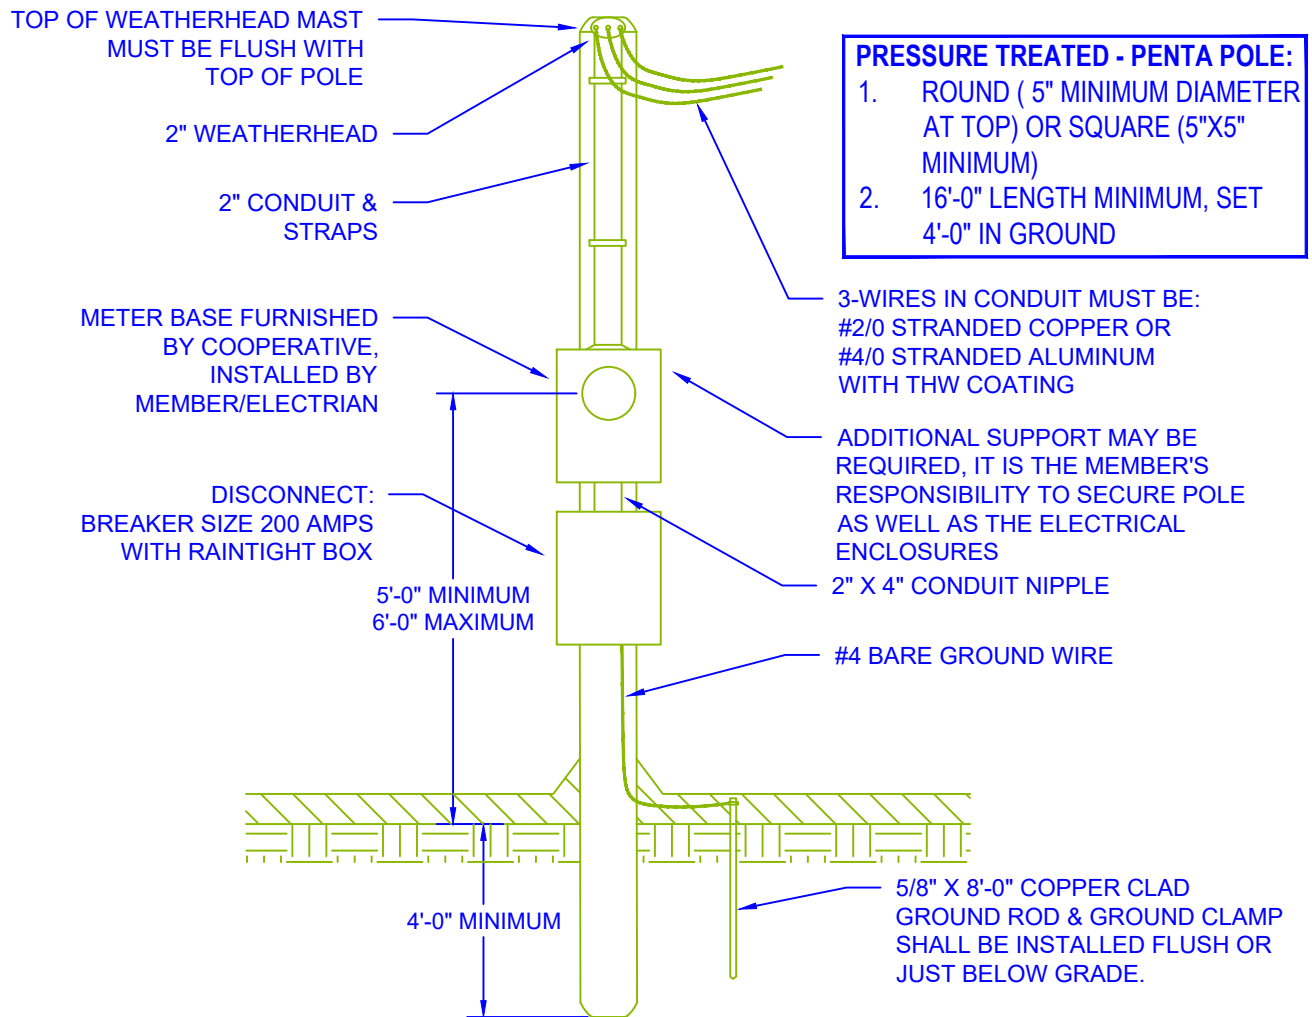 TOP OF WEATHERHEAD MAST
MUST BE FLUSH WITH
TOP OF POLE
2" WEATHERHEAD
2" CONDUIT &
STRAPS
METER BASE FURNISHED
BY COOPERATIVE,
INSTALLED BY
MEMBER/ELECTRIAN
DISCONNECT:
BREAKER SIZE 200 AMPS
WITH RAINTIGHT BOX
5'-0" MINIMUM
6'-0" MAXIMUM
4'-0" MINIMUM
PRESSURE TREATED - PENTA POLE:
1. ROUND ( 5" MINIMUM DIAMETER
AT TOP) OR SQUARE (5"X5"
MINIMUM)
2. 16'-0" LENGTH MINIMUM, SET
4'-0" IN GROUND
3-WIRES IN CONDUIT MUST BE:
#2/0 STRANDED COPPER OR
#4/0 STRANDED ALUMINUM
WITH THW COATING
ADDITIONAL SUPPORT MAY BE
REQUIRED, IT IS THE MEMBER'S
RESPONSIBILITY TO SECURE POLE
AS WELL AS THE ELECTRICAL
ENCLOSURES
2" X 4" CONDUIT NIPPLE
#4 BARE GROUND WIRE
5/8" X 8'-0" COPPER CLAD
GROUND ROD & GROUND CLAMP
SHALL BE INSTALLED FLUSH OR
JUST BELOW GRADE.